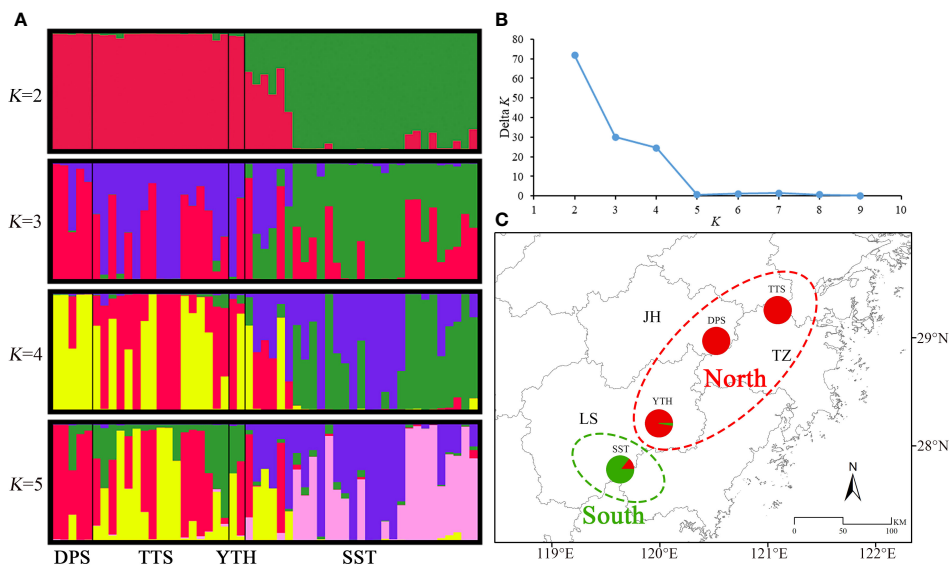 A
K=2
K=3
K=4
K=5
DPS TTS YTH SST
B
Delta K
80
70
60
50
40
30
20
10
0
1 2 3 4 5 6 7 8 9 10
K
C
TTS
DPS
JH
TZ
North
YTH
LS
SST
South
N
0 50 100 KM
29°N
28°N
119°E 120°E 121°E 122°E